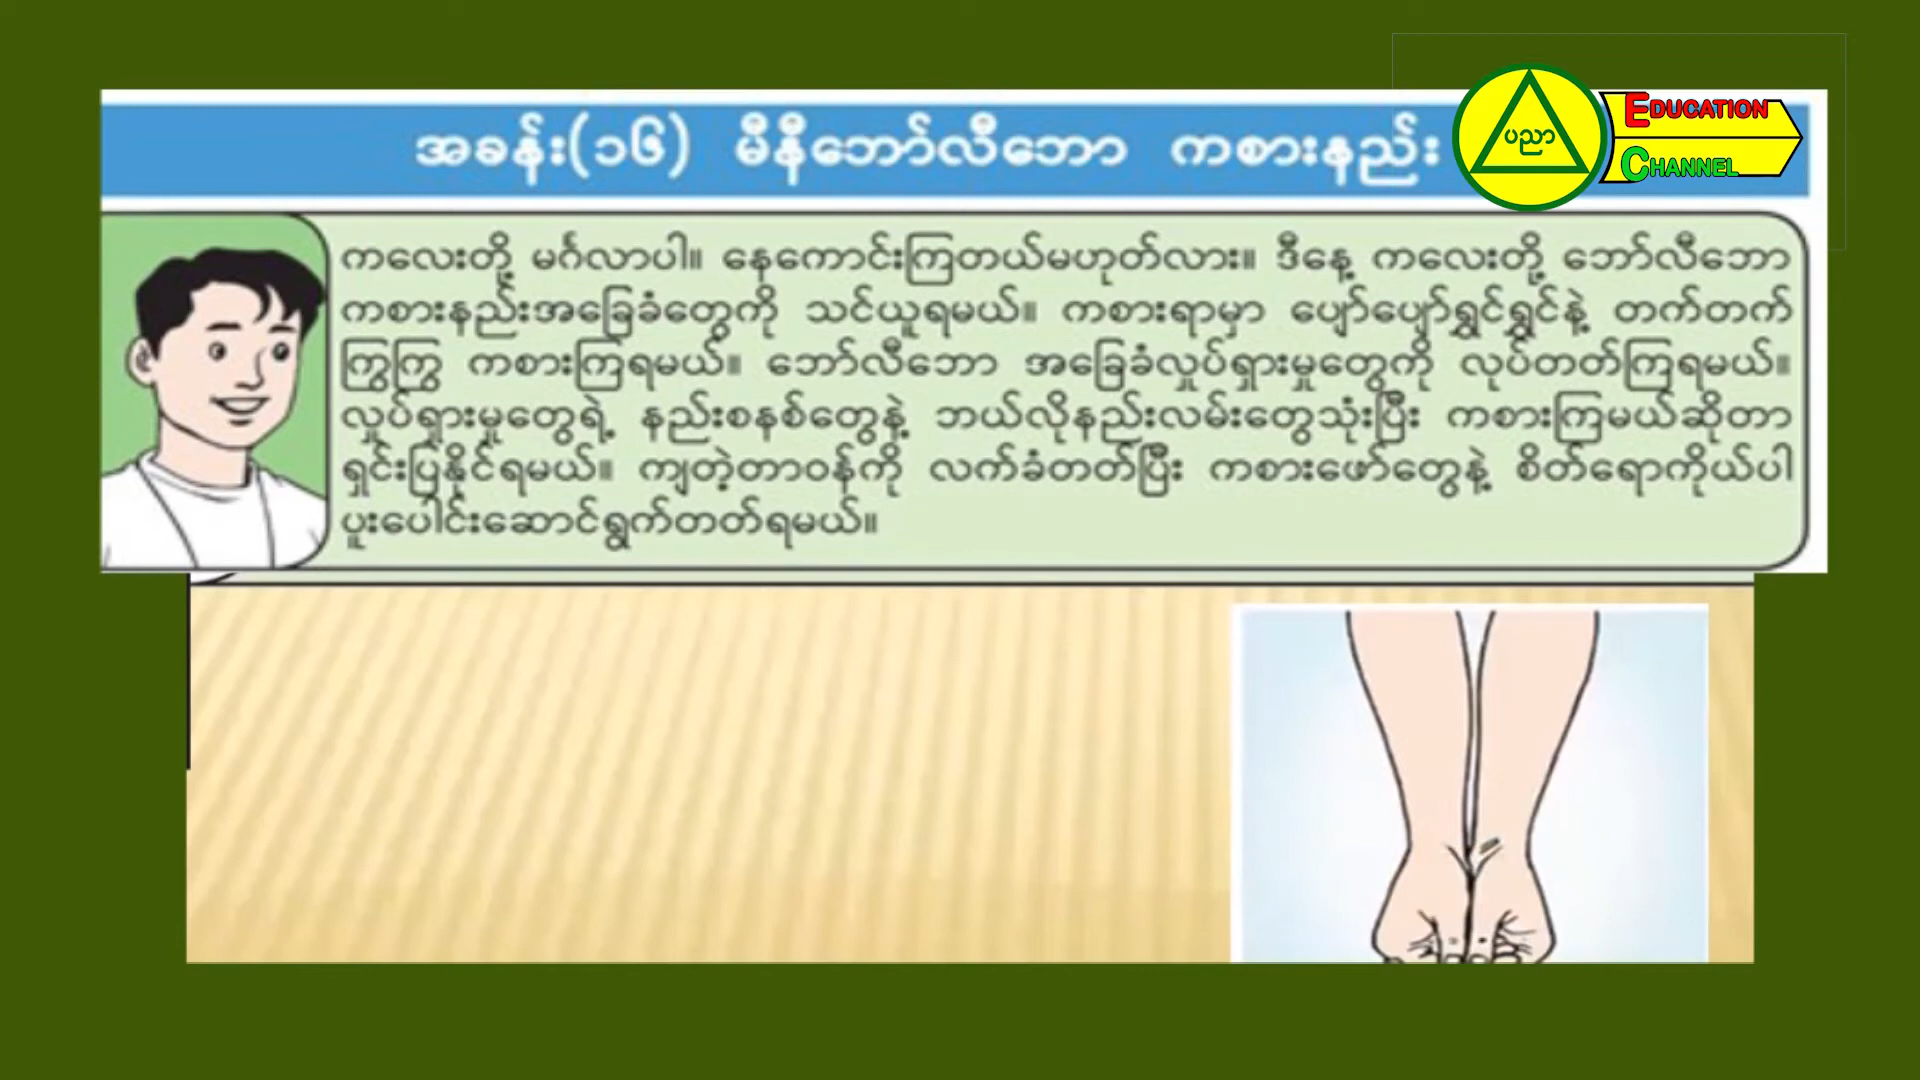 အခန်း(၁၆) မီနီဘော်လီဘော ကစားနည်း
ပညာ
EDUCATION
CHANNEL
ကလေးတို့ မင်္ဂလာပါ။ နေကောင်းကြတယ်မဟုတ်လား။ ဒီနေ့ ကလေးတို့ ဘော်လီဘော
ကစားနည်းအခြေခံတွေကို သင်ယူရမယ်။ ကစားရာမှာ ပျော်ပျော်ရွှင်ရွှင်နဲ့ တက်တက်
ကြွကြွ ကစားကြရမယ်။ ဘော်လီဘော အခြေခံလှုပ်ရှားမှုတွေကို လုပ်တတ်ကြရမယ်။
လှုပ်ရှားမှုတွေရဲ့ နည်းစနစ်တွေနဲ့ ဘယ်လိုနည်းလမ်းတွေသုံးပြီး ကစားကြမယ်ဆိုတာ
ရှင်းပြနိုင်ရမယ်။ ကျတဲ့တာဝန်ကို လက်ခံတတ်ပြီး ကစားဖော်တွေနဲ့ စိတ်ရောကိုယ်ပါ
ပူးပေါင်းဆောင်ရွက်တတ်ရမယ်။